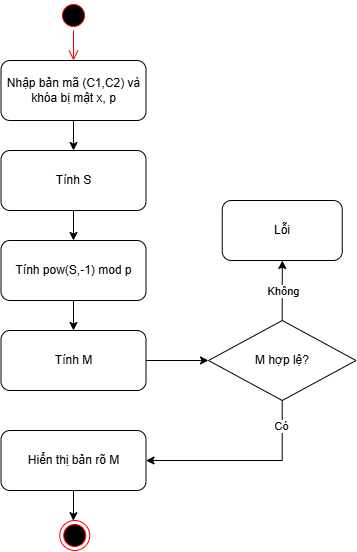 Nhập bản mã (C1,C2) và
khóa bị mật x, p
Tính S
Tính pow(S,-1) mod p
Tính M
M hợp lệ?
Không
Lỗi
Có
Hiển thị bản rõ M